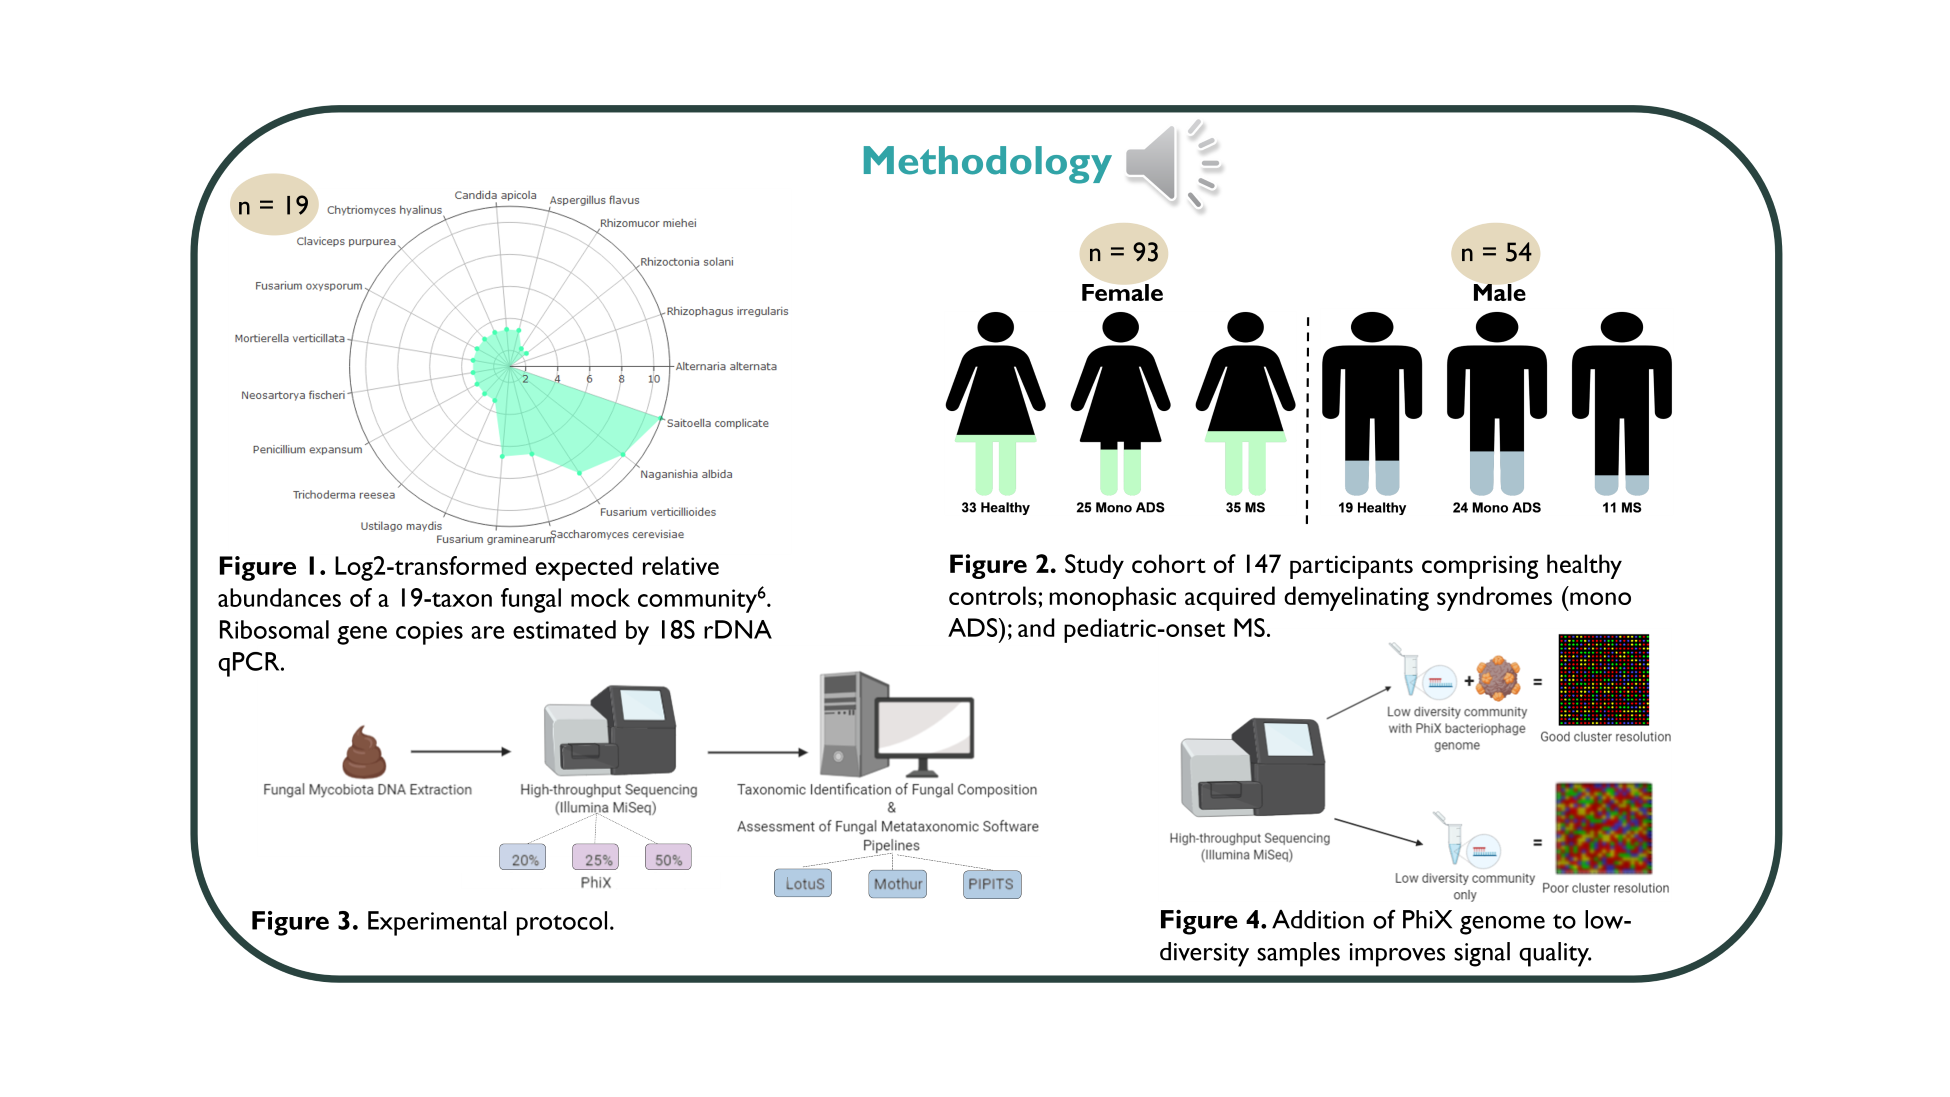 Methodology
n = 19
Candida apicola
Aspergillus flavus
Chytriomyces hyalinus
Rhizomucor miehei
Claviceps purpurea
Rhizoctonia solani
Fusarium oxysporum
Rhizophagus irregularis
Mortierella verticillata
Alternaria alternata
2 4 6 8 10
Neosartorya fischeri
Saitoella complicate
Penicillium expansum
Naganishia albida
Trichoderma reesea
Fusarium verticillioides
Ustilago maydis
Saccharomyces cerevisiae
Fusarium graminearum
Figure 1. Log2-transformed expected relative
abundances of a 19-taxon fungal mock community6.
Ribosomal gene copies are estimated by 18S rDNA
qPCR.
n = 93
Female
n = 54
Male
33 Healthy
25 Mono ADS
35 MS
19 Healthy
24 Mono ADS
11 MS
Figure 2. Study cohort of 147 participants comprising healthy
controls; monophasic acquired demyelinating syndromes (mono
ADS); and pediatric-onset MS.
Fungal Mycobiota DNA Extraction
High-throughput Sequencing
(Illumina MiSeq)
20%
25%
50%
PhiX
Taxonomic Identification of Fungal Composition
&
Assessment of Fungal Metataxonomic Software
Pipelines
LotuS
Mothur
PIPITS
Figure 3. Experimental protocol.
High-throughput Sequencing
(Illumina MiSeq)
+
=
Low diversity community
with PhiX bacteriophage
genome
Good cluster resolution
=
Low diversity community
only
Poor cluster resolution
Figure 4. Addition of PhiX genome to low-
diversity samples improves signal quality.